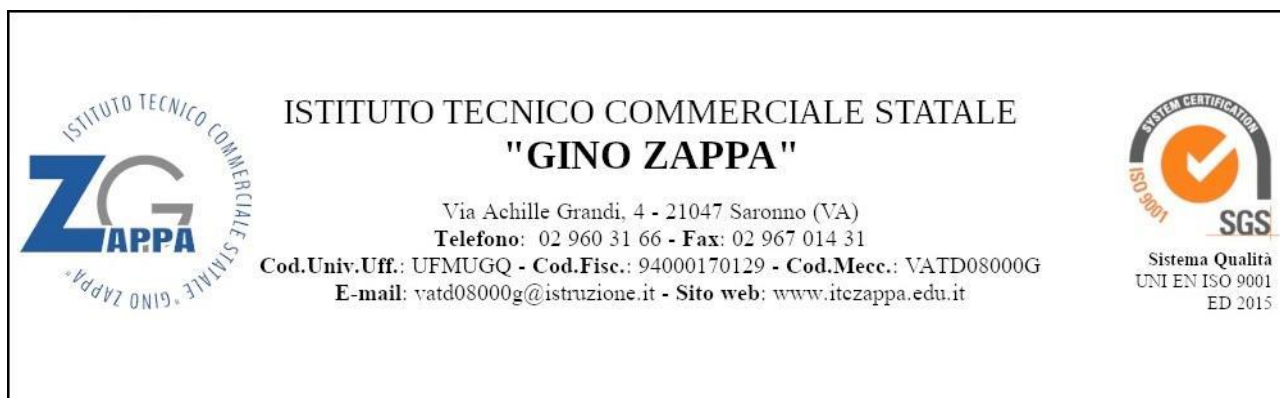 ISTITUTO TECNICO COMMERCIALE STATALE "GINO ZAPPA"
ZG
APPA
ISTITUTO TECNICO COMMERCIALE STATALE
"GINO ZAPPA"
Via Achille Grandi, 4 - 21047 Saronno (VA)
Telefono: 02 960 31 66 - Fax: 02 967 014 31
Cod.Univ.Uff.: UFMUGQ - Cod.Fisc.: 94000170129 - Cod.Mecc.: VATD08000G
E-mail: vatd08000g@istruzione.it - Sito web: www.itczappa.edu.it
SYSTEM CERTIFICATION
ISO 9001
SGS
Sistema Qualità
UNI EN ISO 9001
ED 2015